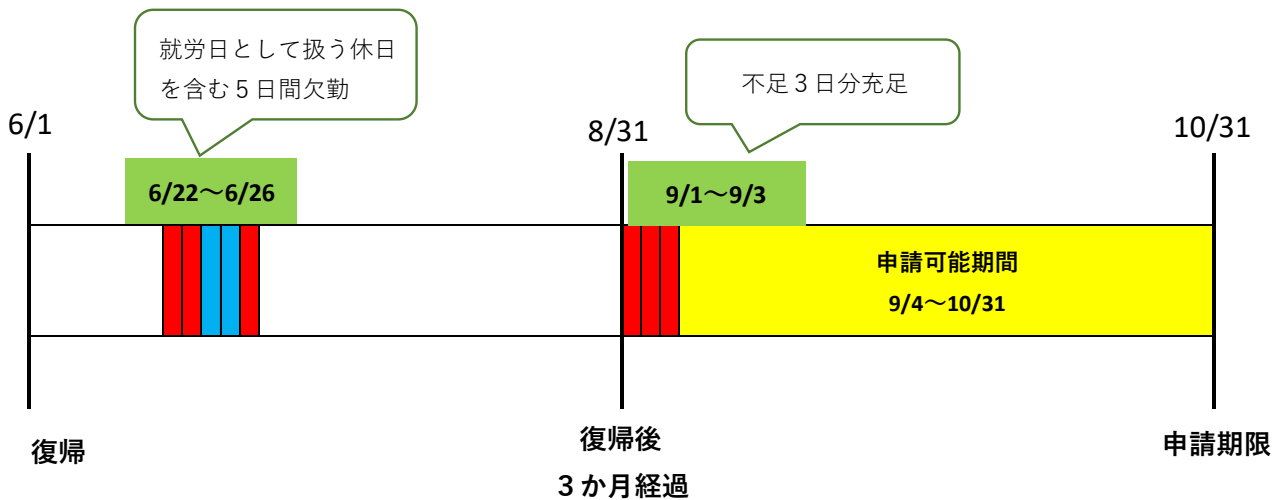 就労日として扱う休日
を含む５日間欠勤
不足３日分充足
6/1
8/31
10/31
6/22～6/26
9/1～9/3
申請可能期間
9/4～10/31
復帰
復帰後
３か月経過
申請期限